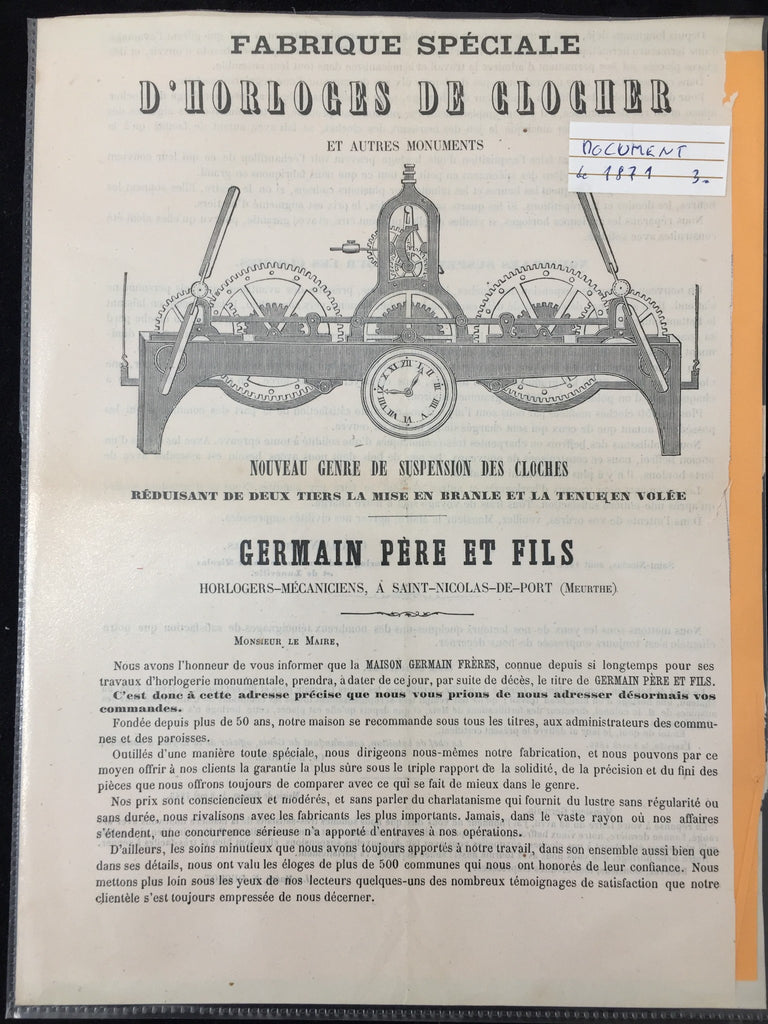 FABRIQUE SPÉCIALE
D'HORLOGES DE CLOCHER
ET AUTRES MONUMENTS
DOCUMENT
de 1871 3.
NOUVEAU GENRE DE SUSPENSION DES CLOCHES
RÉDUISANT DE DEUX TIERS LA MISE EN BRANLE ET LA TENUE EN VOLÉE
GERMAIN PÈRE ET FILS
HORLOGERS-MÉCANICIENS, A SAINT-NICOLAS-DE-PORT (MEURTHE)
MONSIEUR LE MAIRE,
Nous avons l'honneur de vous informer que la MAISON GERMAIN FRÈRES, connue depuis si longtemps pour ses
travaux d'horlogerie monumentale, prendra, à dater de ce jour, par suite de décès, le titre de GERMAIN PÈRE ET FILS.
C'est donc à cette adresse précise que nous vous prions de nous adresser désormais vos
commandes.
Fondée depuis plus de 50 ans, notre maison se recommande sous tous les titres, aux administrateurs des commu-
nes et des paroisses.
Outillés d'une manière toute spéciale, nous dirigeons nous-mêmes notre fabrication, et nous pouvons par ce
moyen offrir à nos clients la garantie la plus sûre sous le triple rapport de la solidité, de la précision et du fini des
pièces que nous offrons toujours de comparer avec ce qui se fait de mieux dans le genre.
Nos prix sont consciencieux et modérés, et sans parler du charlatanisme qui fournit du lustre sans régularité ou
sans durée, nous rivalisons avec les fabricants les plus importants. Jamais, dans le vaste rayon où nos affaires
s'étendent, une concurrence sérieuse n'a apporté d'entraves à nos opérations.
D'ailleurs, les soins minutieux que nous avons toujours apportés à notre travail, dans son ensemble aussi bien que
dans ses détails, nous ont valu les éloges de plus de 500 communes qui nous ont honorés de leur confiance. Nous
mettons plus loin sous les yeux de nos lecteurs quelques-uns des nombreux témoignages de satisfaction que notre
clientèle s'est toujours empressée de nous décerner.